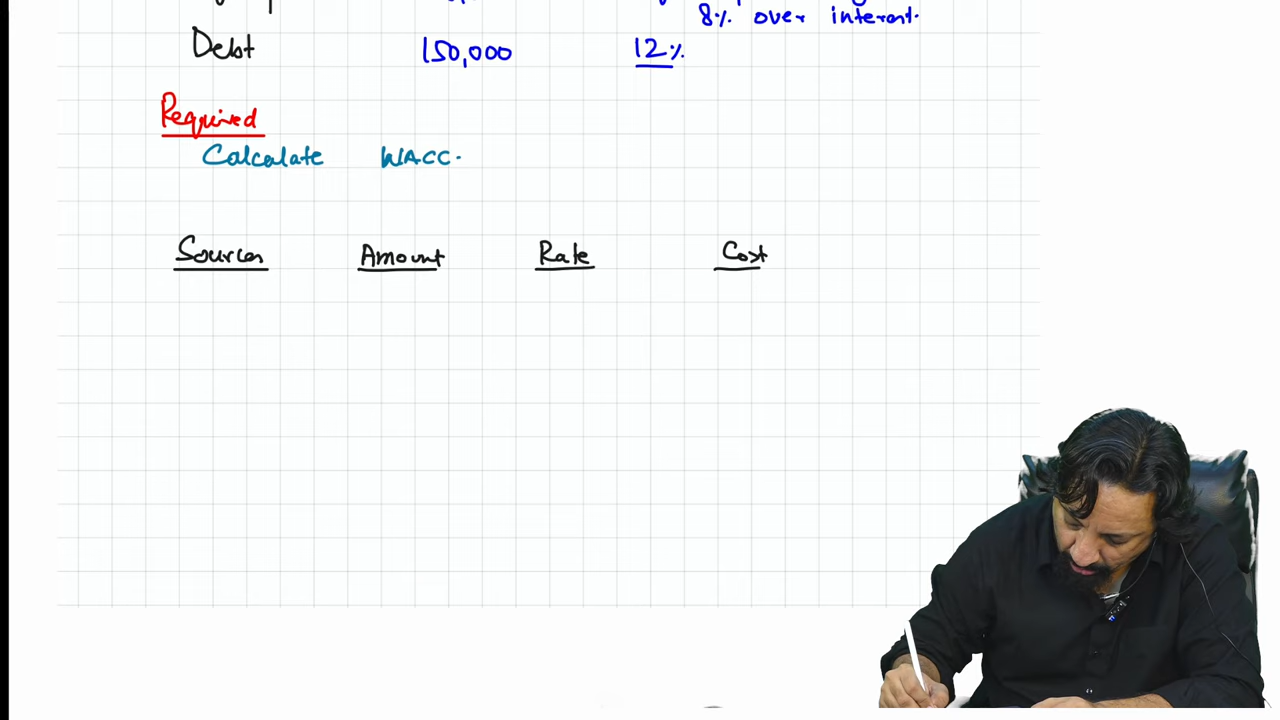 8% over interest.
Debt 150,000 12%
Required
Calculate WACC.
Sources Amount Rate Cost